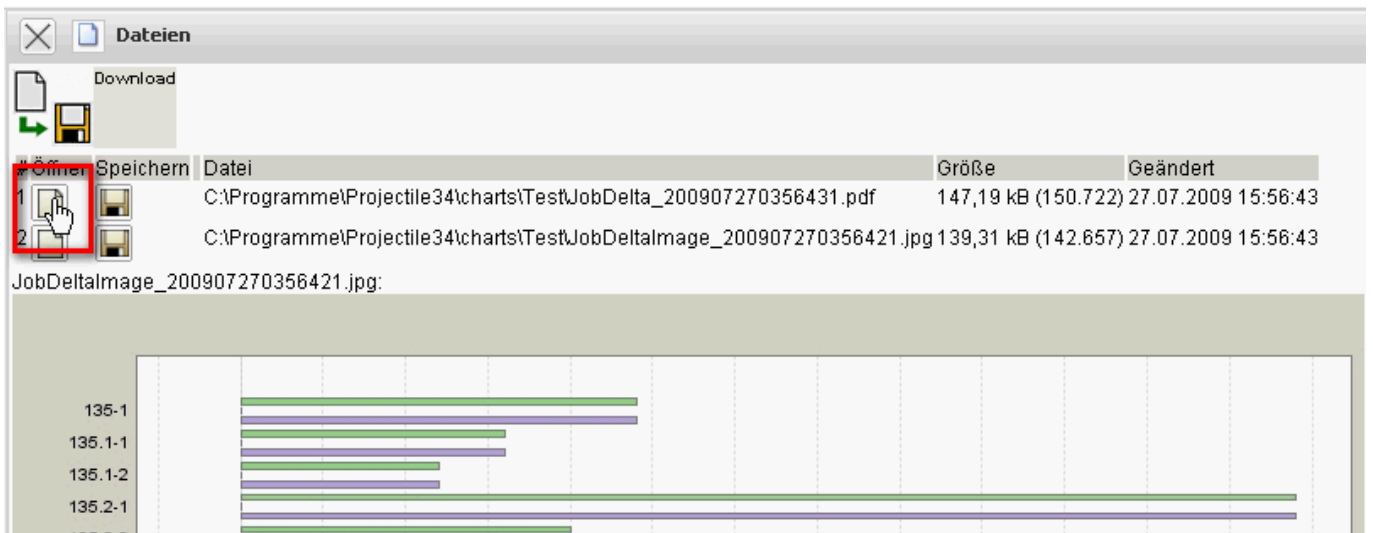 Dateien
Download
# Öffnen Speichern Datei Größe Geändert
1 C:\Programme\Projectile34\charts\Test\JobDelta_200907270356431.pdf 147,19 kB (150.722) 27.07.2009 15:56:43
2 C:\Programme\Projectile34\charts\Test\JobDeltaImage_200907270356421.jpg 139,31 kB (142.657) 27.07.2009 15:56:43
JobDeltaImage_200907270356421.jpg:
135-1
135.1-1
135.1-2
135.2-1